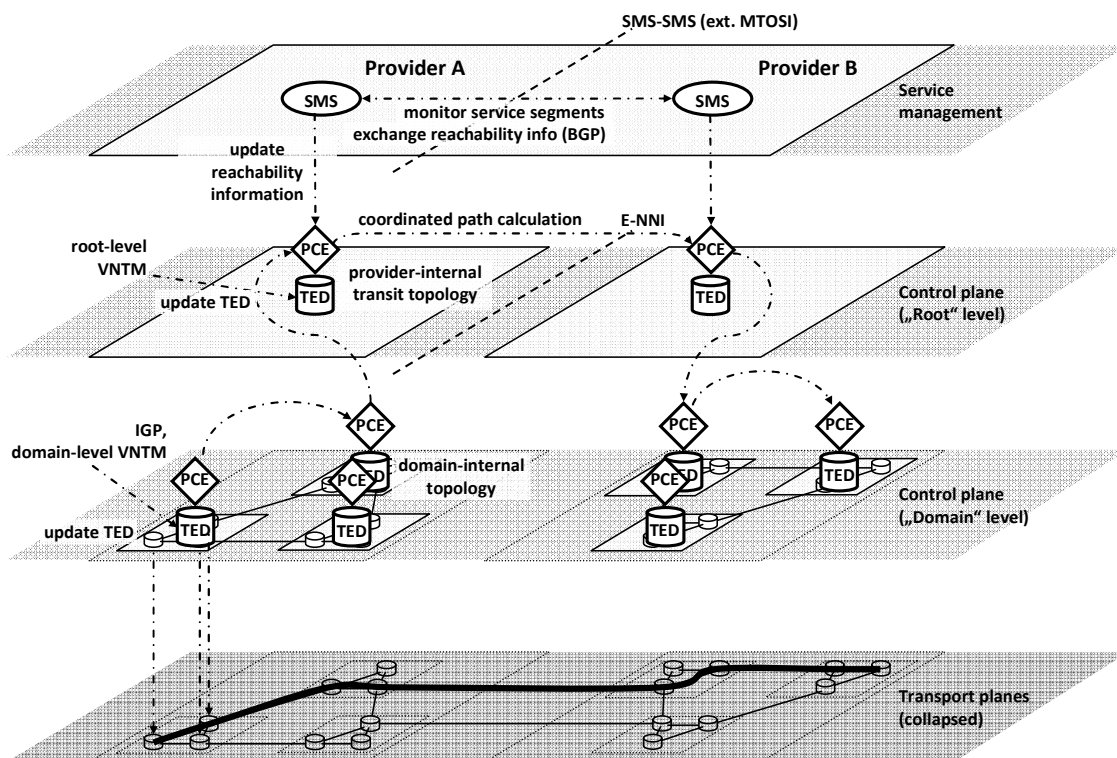 SMS-SMS (ext. MTOSI)
Provider A
Provider B
SMS
SMS
Service
management
monitor service segments
exchange reachability info (BGP)
update
reachability
information
coordinated path calculation
E-NNI
PCE
PCE
root-level
VNTM
provider-internal
transit topology
TED
TED
update TED
Control plane
(„Root“ level)
PCE
PCE
PCE
IGP,
domain-level VNTM
PCE
PCE
TED
domain-internal
topology
PCE
TED
TED
Control plane
(„Domain“ level)
update TED
TED
TED
TED
Transport planes
(collapsed)